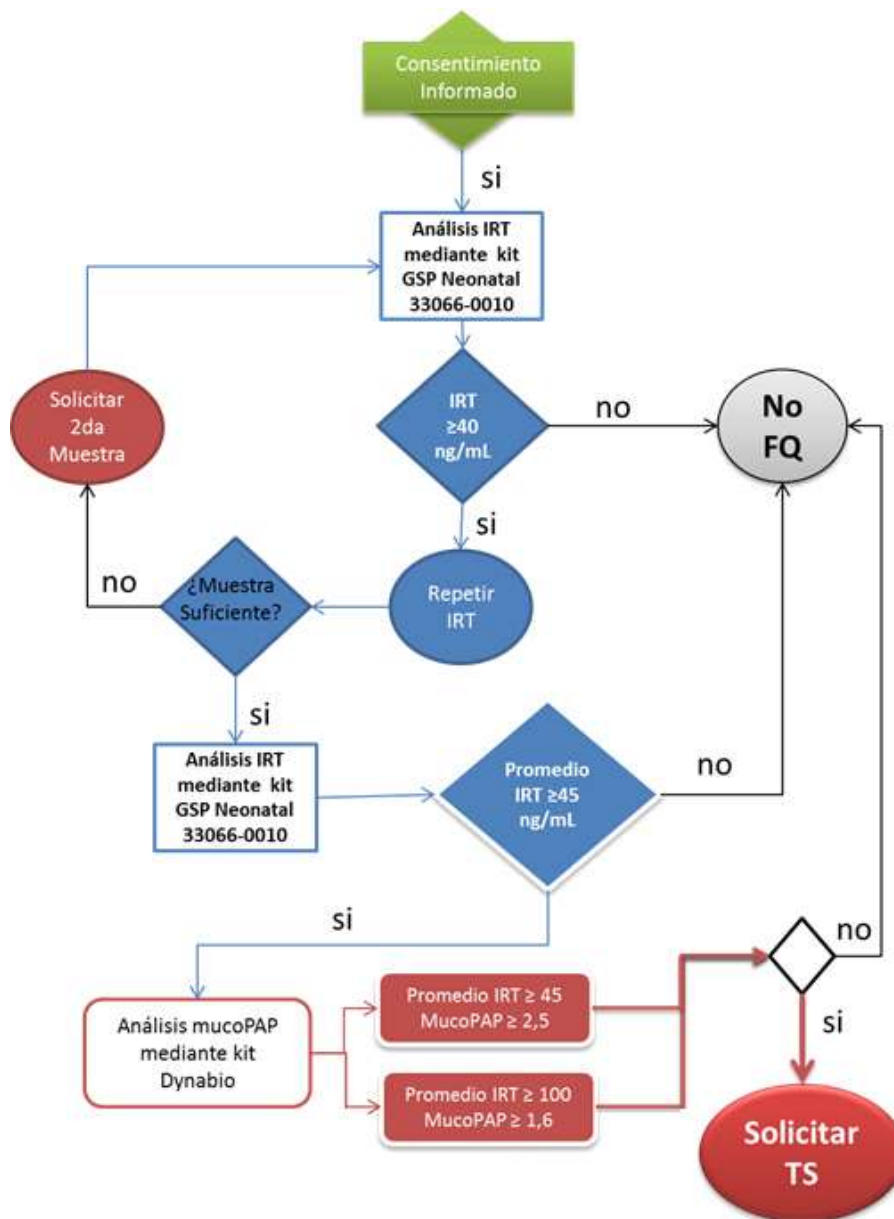 Consentimiento
Informado
si
Análisis IRT
mediante kit
GSP Neonatal
33066-0010
Solicitar
2da
Muestra
IRT
≥40
ng/mL
no
No
FQ
si
no
¿Muestra
Suficiente?
Repetir
IRT
si
Análisis IRT
mediante kit
GSP Neonatal
33066-0010
Promedio
IRT ≥45
ng/mL
no
si
no
Análisis mucoPAP
mediante kit
Dynabio
Promedio IRT ≥ 45
MucoPAP ≥ 2,5
Promedio IRT ≥ 100
MucoPAP ≥ 1,6
si
Solicitar
TS